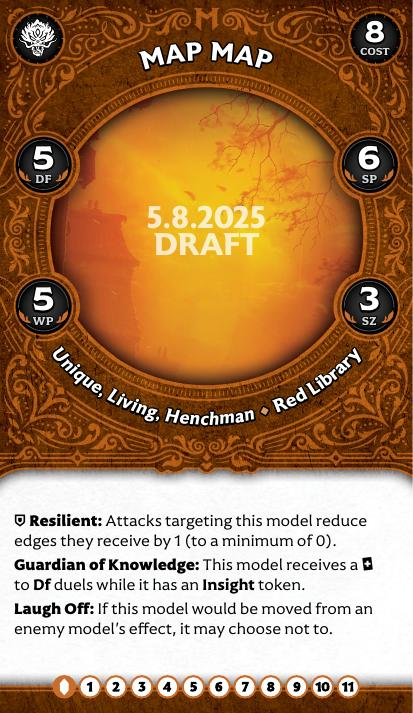 MAP MAP
8
COST
5
DF
6
SP
5.8.2025
DRAFT
5
WP
3
SZ
Unique, Living, Henchman ◆ Red Library
Resilient: Attacks targeting this model reduce
edges they receive by 1 (to a minimum of 0).
Guardian of Knowledge: This model receives a
to Df duels while it has an Insight token.
Laugh Off: If this model would be moved from an
enemy model's effect, it may choose not to.
1 2 3 4 5 6 7 8 9 10 11